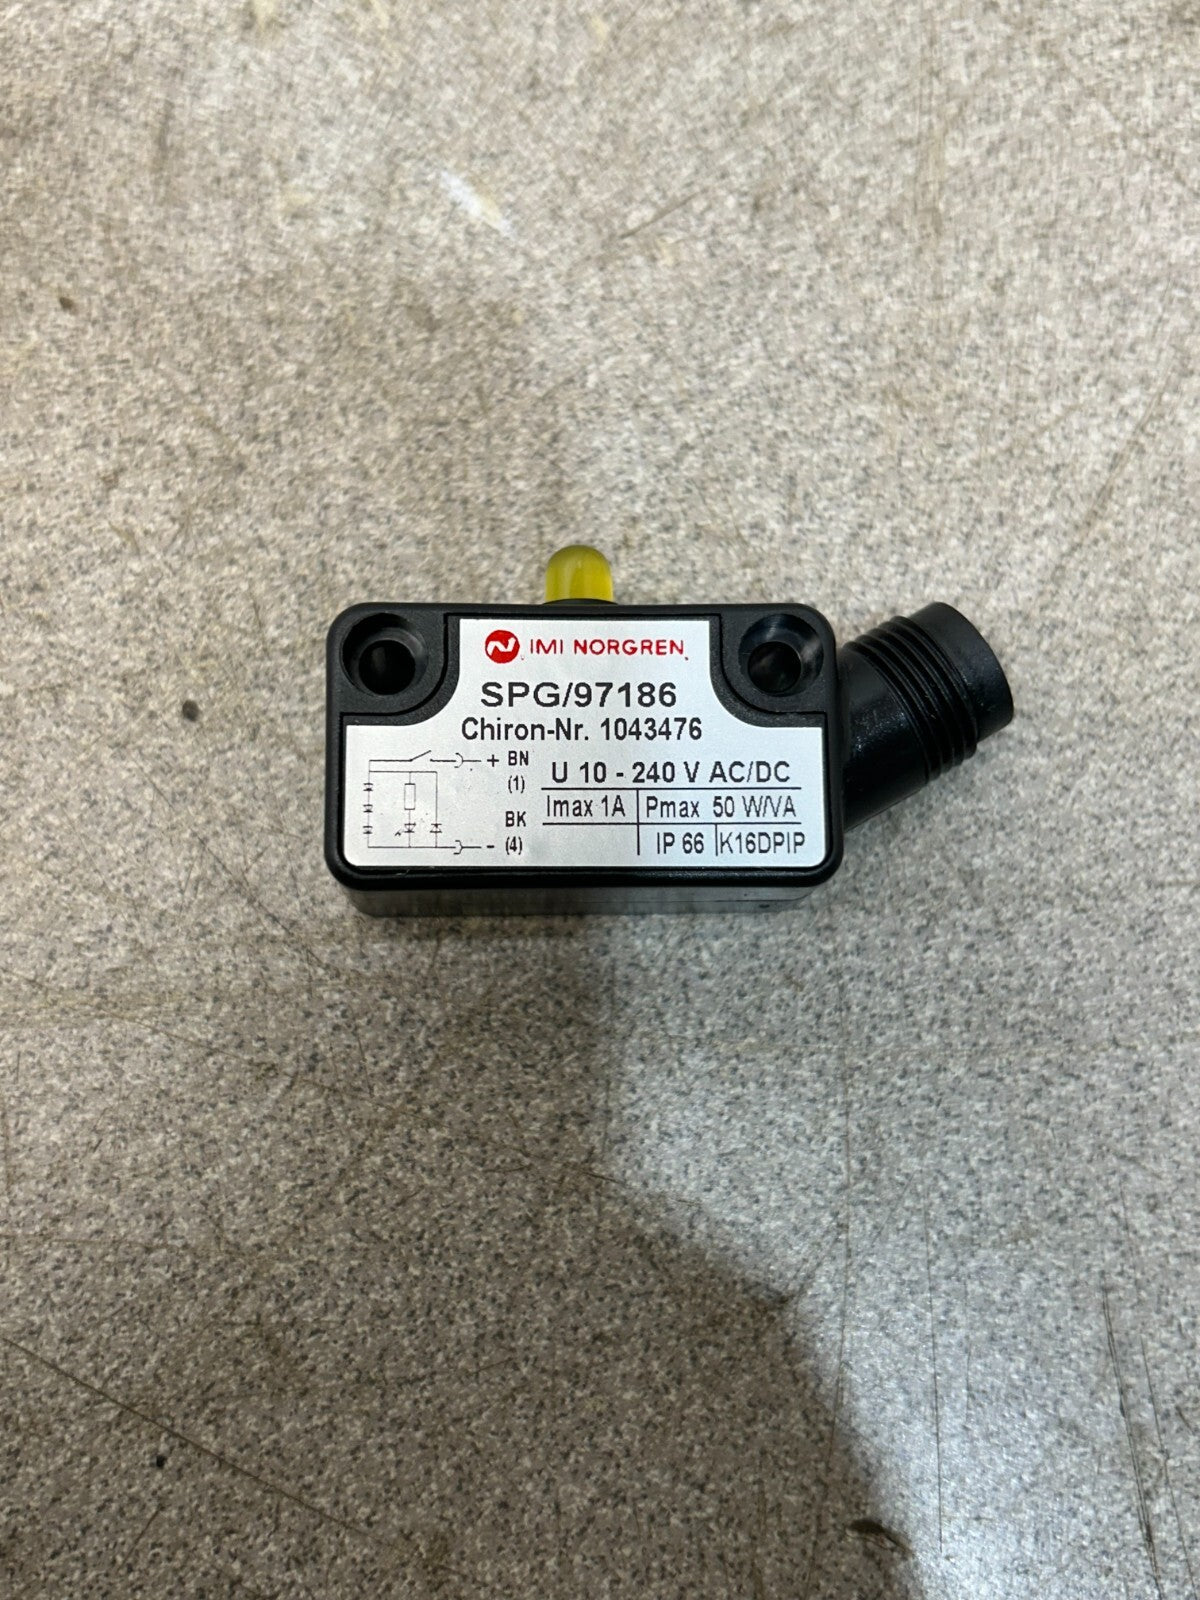 IMI NORGREN
SPG/97186
Chiron-Nr. 1043476
+ BN
(1)
BK
- (4)
U 10 - 240 V AC/DC
Imax 1A Pmax 50 W/VA
IP 66 K16DPIP